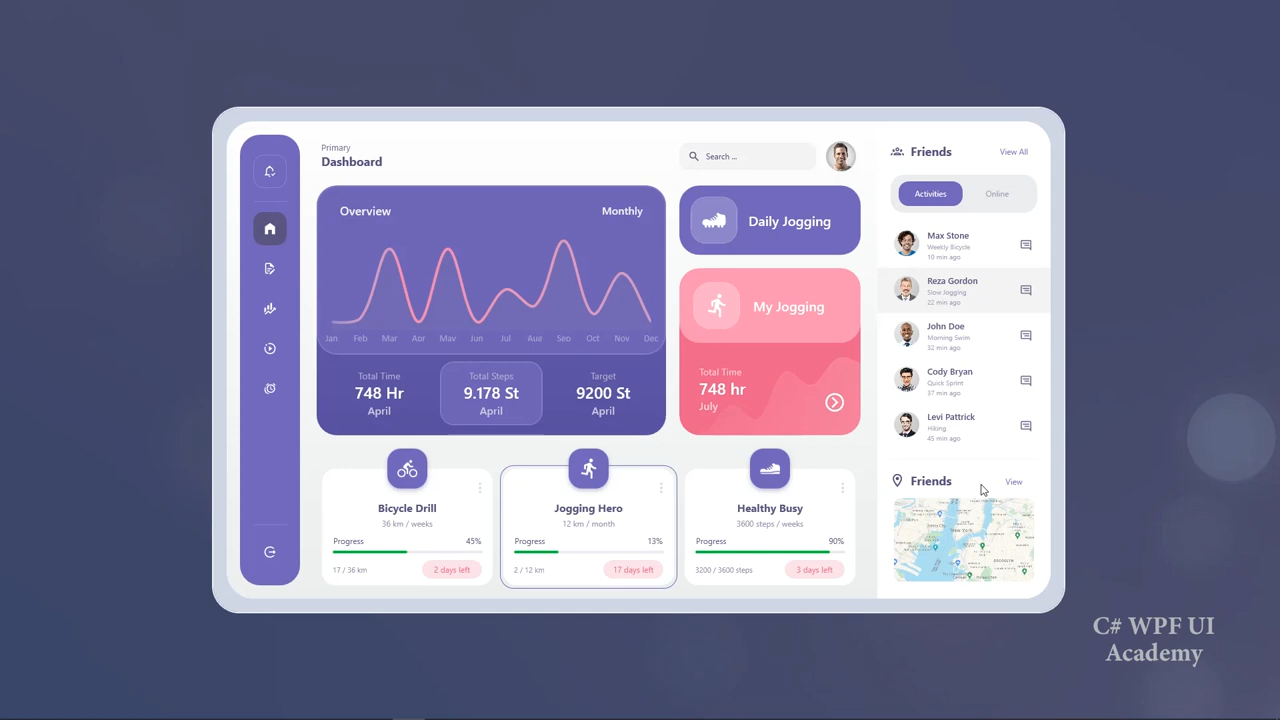 Primary
Dashboard
Search ...
Overview
Monthly
Jan Feb Mar Apr May Jun Jul Aug Sep Oct Nov Dec
Total Time
748 Hr
April
Total Steps
9.178 St
April
Target
9200 St
April
Daily Jogging
My Jogging
Total Time
748 hr
July
Bicycle Drill
36 km / weeks
Progress 45%
17 / 36 km
2 days left
Jogging Hero
12 km / month
Progress 13%
2 / 12 km
17 days left
Healthy Busy
3600 steps / weeks
Progress 90%
3200 / 3600 steps
3 days left
Friends
View All
Activities
Online
Max Stone
Weekly Bicycle
10 min ago
Reza Gordon
Slow Jogging
22 min ago
John Doe
Morning Swim
32 min ago
Cody Bryan
Quick Sprint
37 min ago
Levi Pattrick
Hiking
45 min ago
Friends
View
New York
BROOKLYN
C# WPF UI
Academy